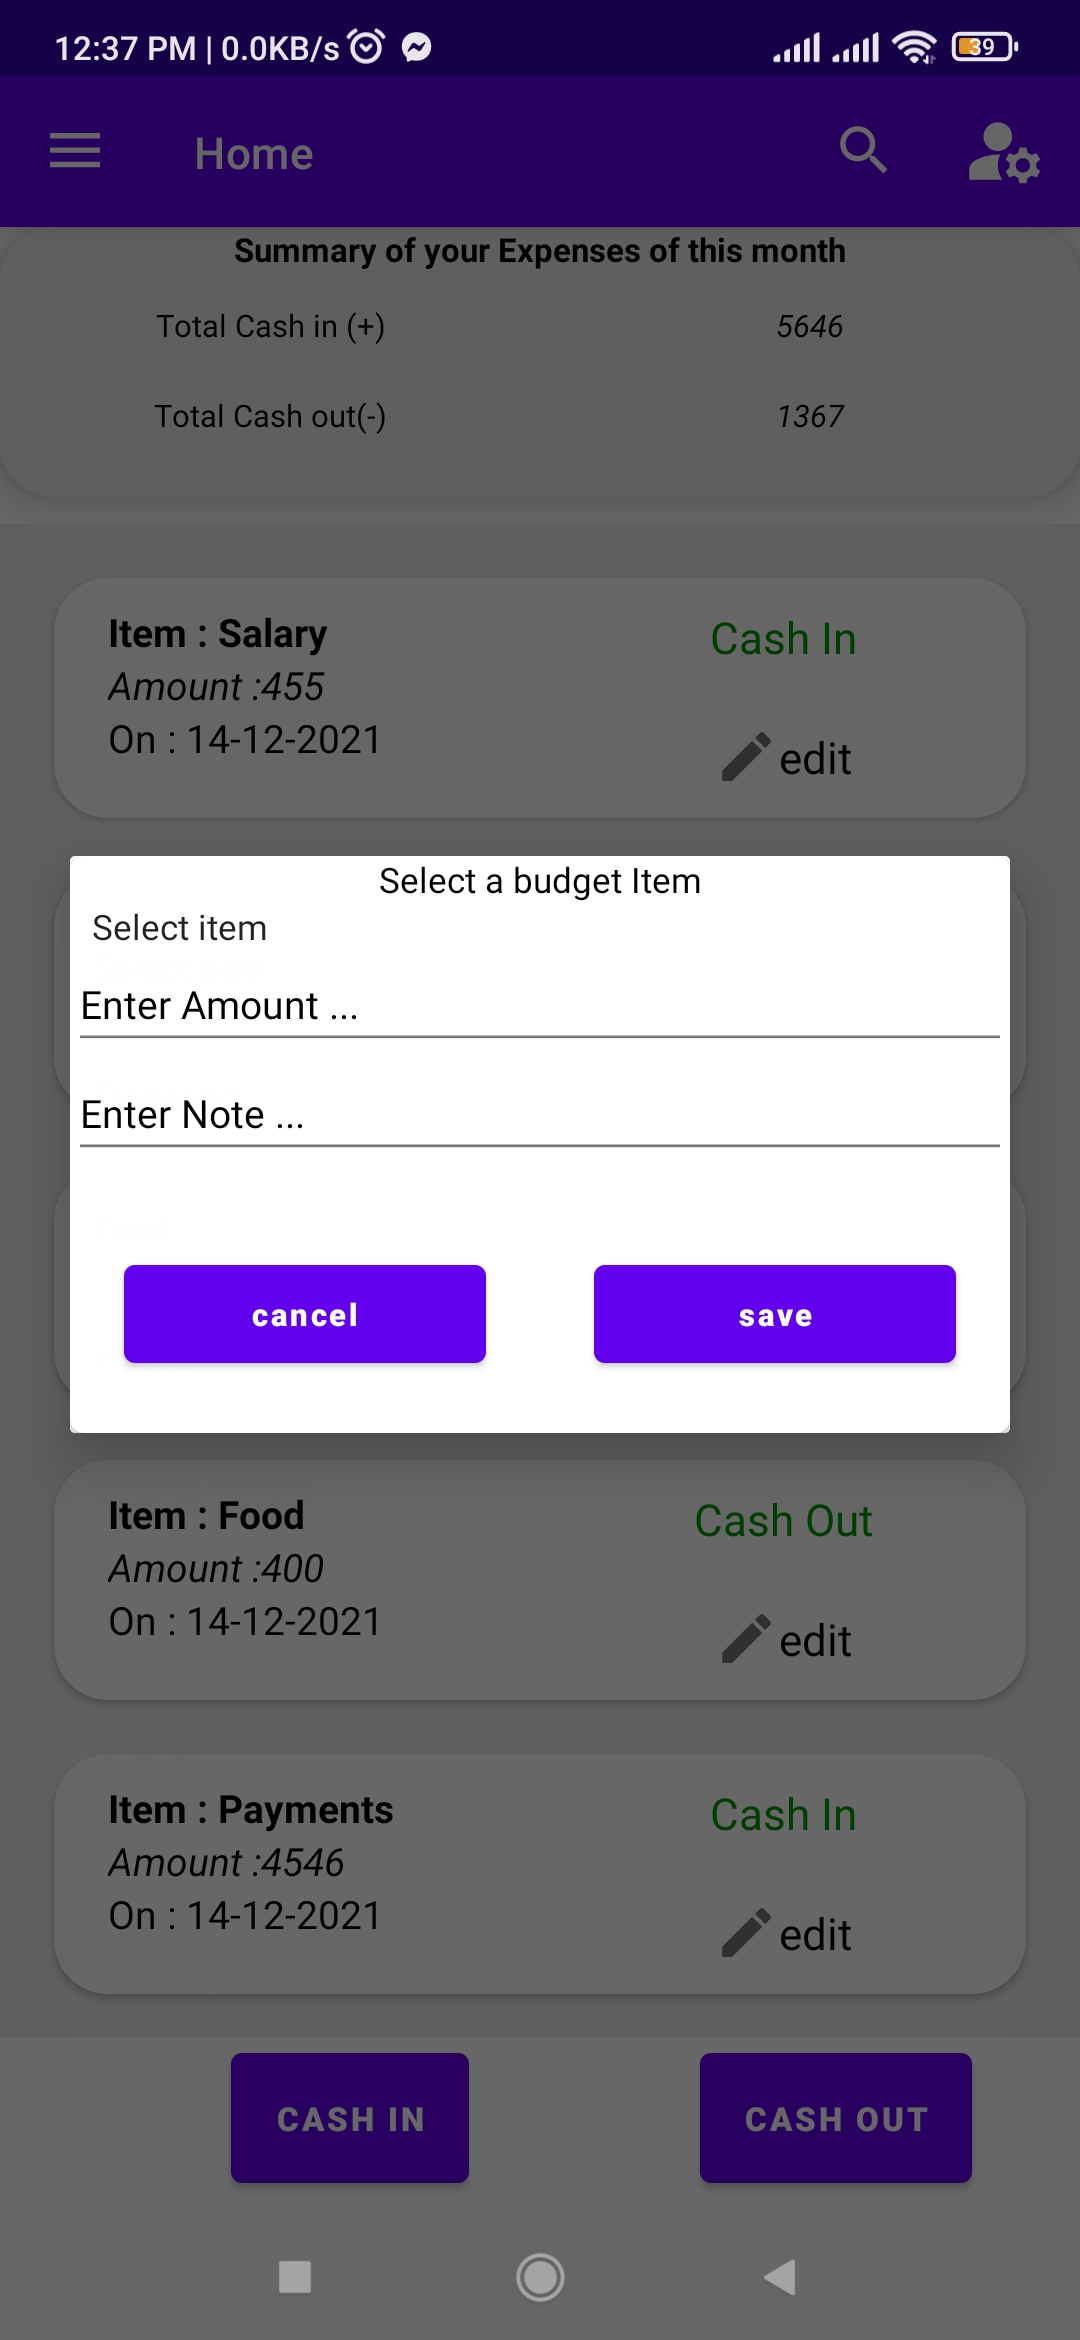 12:37 PM | 0.0KB/s 39
Home
Summary of your Expenses of this month
Total Cash in (+) 5646
Total Cash out(-) 1367
Item : Salary Cash In
Amount :455
On : 14-12-2021 edit
Select a budget Item
Select item
Enter Amount ...
Enter Note ...
cancel save
Item : Food Cash Out
Amount :400
On : 14-12-2021 edit
Item : Payments Cash In
Amount :4546
On : 14-12-2021 edit
CASH IN CASH OUT